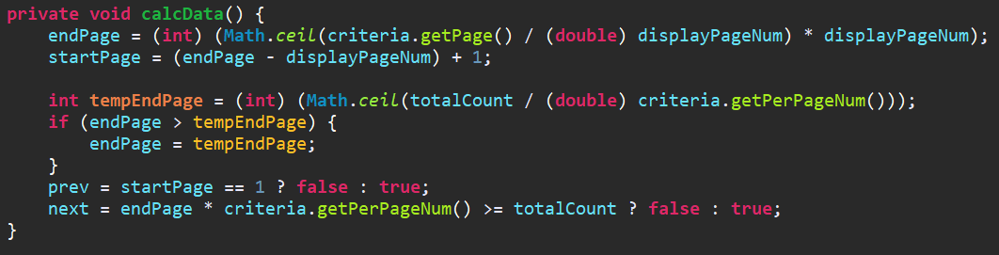 private void calcData() {
    endPage = (int) (Math.ceil(criteria.getPage() / (double) displayPageNum) * displayPageNum);
    startPage = (endPage - displayPageNum) + 1;

    int tempEndPage = (int) (Math.ceil(totalCount / (double) criteria.getPerPageNum()));
    if (endPage > tempEndPage) {
        endPage = tempEndPage;
    }
    prev = startPage == 1 ? false : true;
    next = endPage * criteria.getPerPageNum() >= totalCount ? false : true;
}